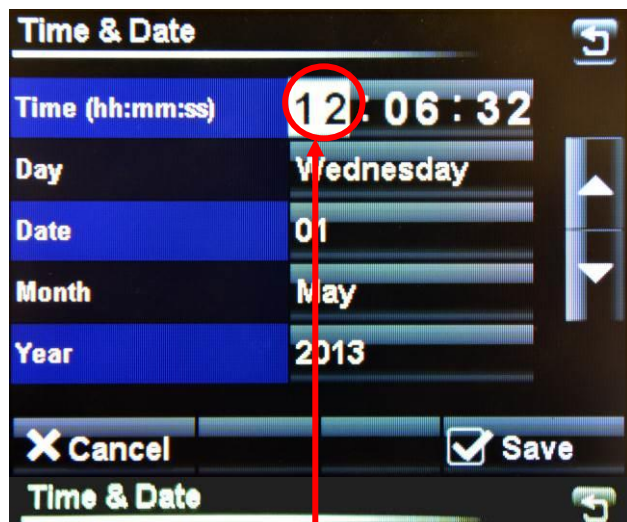 Time & Date
Time (hh:mm:ss) 12:06:32
Day Wednesday
Date 01
Month May
Year 2013
Cancel Save
Time & Date